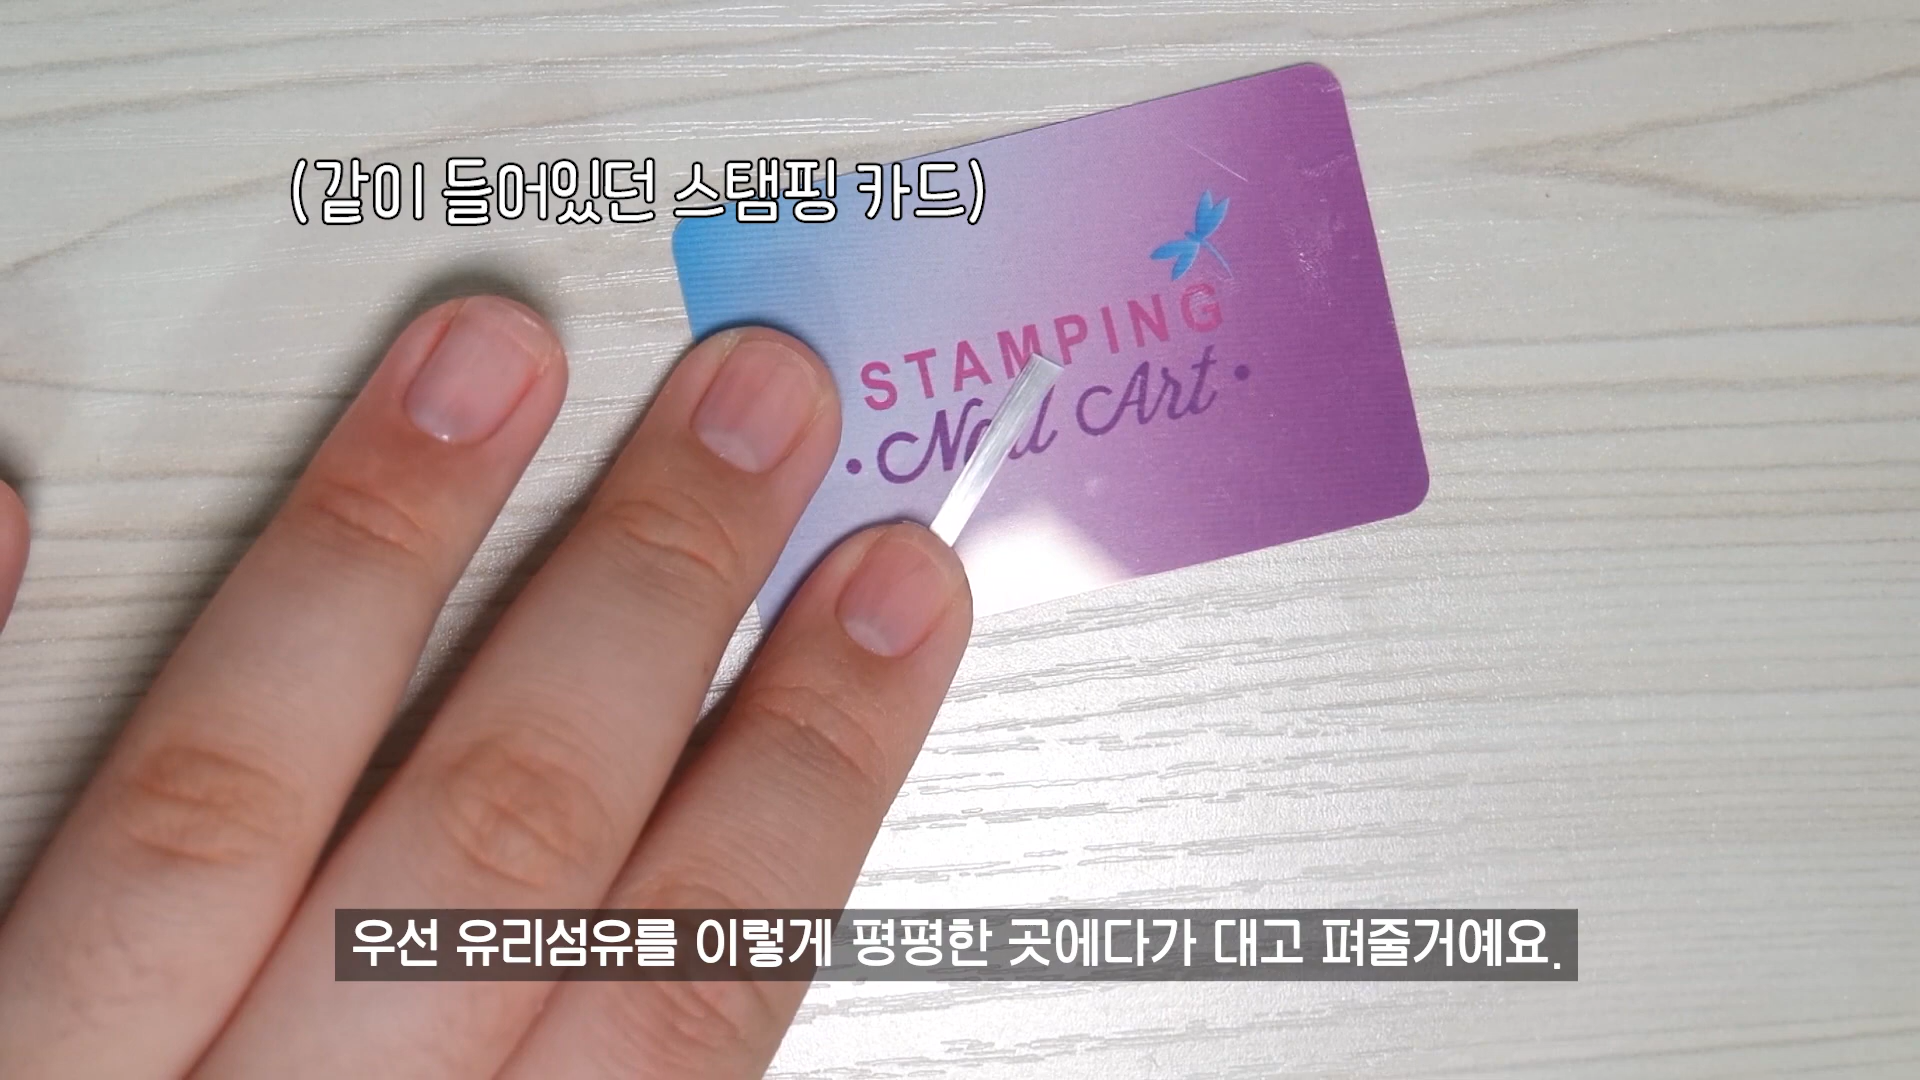 (같이 들어있던 스탬핑 카드)
STAMPING
• Nail Art •
우선 유리섬유를 이렇게 평평한 곳에다가 대고 펴줄거예요.